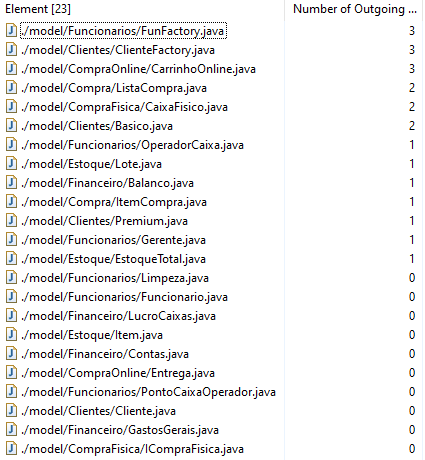 Element [23] Number of Outgoing ...
./model/Funcionarios/FunFactory.java 3
./model/Clientes/ClienteFactory.java 3
./model/CompraOnline/CarrinhoOnline.java 3
./model/Compra/ListaCompra.java 2
./model/CompraFisica/CaixaFisico.java 2
./model/Clientes/Basico.java 2
./model/Funcionarios/OperadorCaixa.java 1
./model/Estoque/Lote.java 1
./model/Financeiro/Balanco.java 1
./model/Compra/ItemCompra.java 1
./model/Clientes/Premium.java 1
./model/Funcionarios/Gerente.java 1
./model/Estoque/EstoqueTotal.java 1
./model/Funcionarios/Limpeza.java 0
./model/Funcionarios/Funcionario.java 0
./model/Financeiro/LucroCaixas.java 0
./model/Estoque/Item.java 0
./model/Financeiro/Contas.java 0
./model/CompraOnline/Entrega.java 0
./model/Funcionarios/PontoCaixaOperador.java 0
./model/Clientes/Cliente.java 0
./model/Financeiro/GastosGerais.java 0
./model/CompraFisica/ICompraFisica.java 0